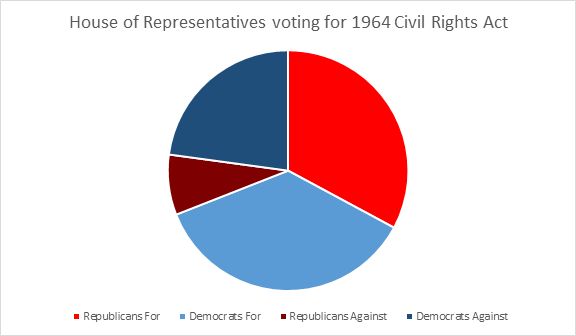 House of Representatives voting for 1964 Civil Rights Act
Republicans For Democrats For Republicans Against Democrats Against